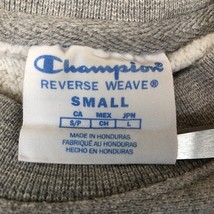 Champion
REVERSE WEAVE®
SMALL
CA MEX JPN
S/P CH L
MADE IN HONDURAS
FABRIQUÉ AU HONDURAS
HECHO EN HONDURAS